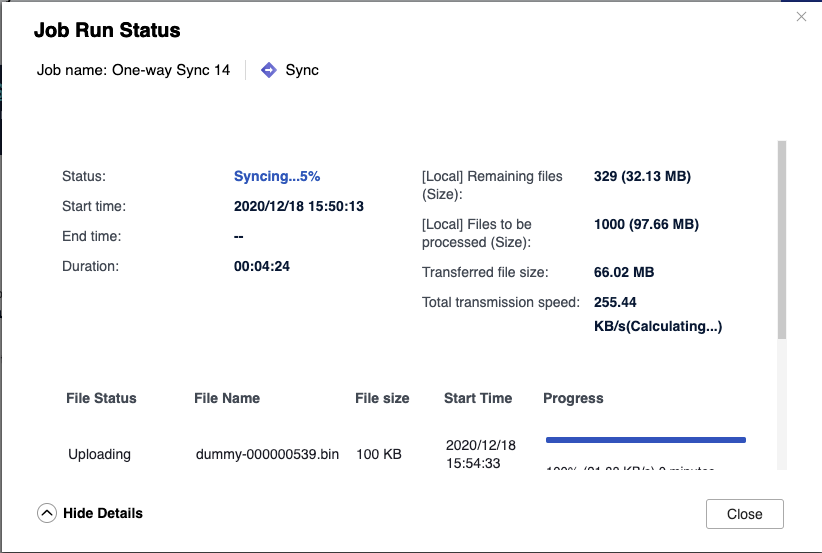 Job Run Status
Job name: One-way Sync 14 Sync
Status: Syncing...5%
Start time: 2020/12/18 15:50:13
End time: --
Duration: 00:04:24
[Local] Remaining files 329 (32.13 MB)
(Size):
[Local] Files to be 1000 (97.66 MB)
processed (Size):
Transferred file size: 66.02 MB
Total transmission speed: 255.44
KB/s(Calculating...)
File Status File Name File size Start Time Progress
Uploading dummy-000000539.bin 100 KB 2020/12/18
15:54:33
Hide Details
Close